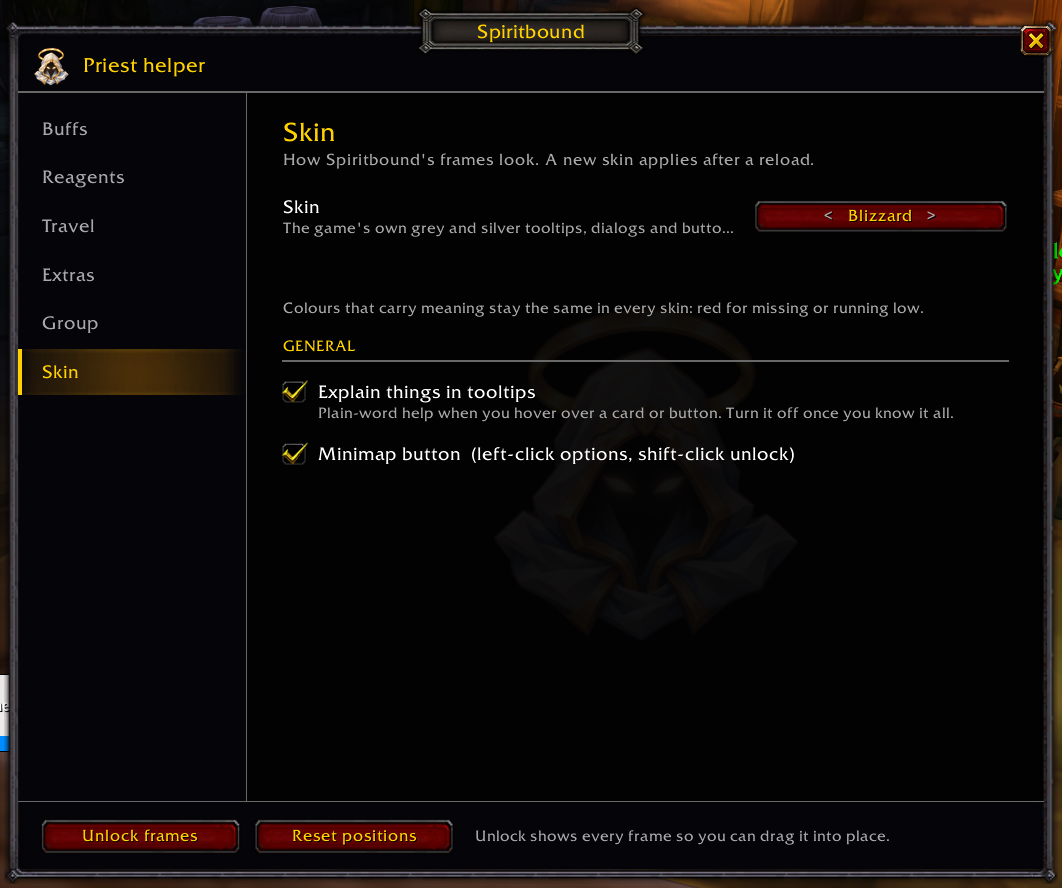 Spiritbound
Priest helper
Buffs
Reagents
Travel
Extras
Group
Skin
Skin
How Spiritbound's frames look. A new skin applies after a reload.
Skin
The game's own grey and silver tooltips, dialogs and butto...
< Blizzard >
Colours that carry meaning stay the same in every skin: red for missing or running low.
GENERAL
Explain things in tooltips
Plain-word help when you hover over a card or button. Turn it off once you know it all.
Minimap button (left-click options, shift-click unlock)
Unlock frames
Reset positions
Unlock shows every frame so you can drag it into place.